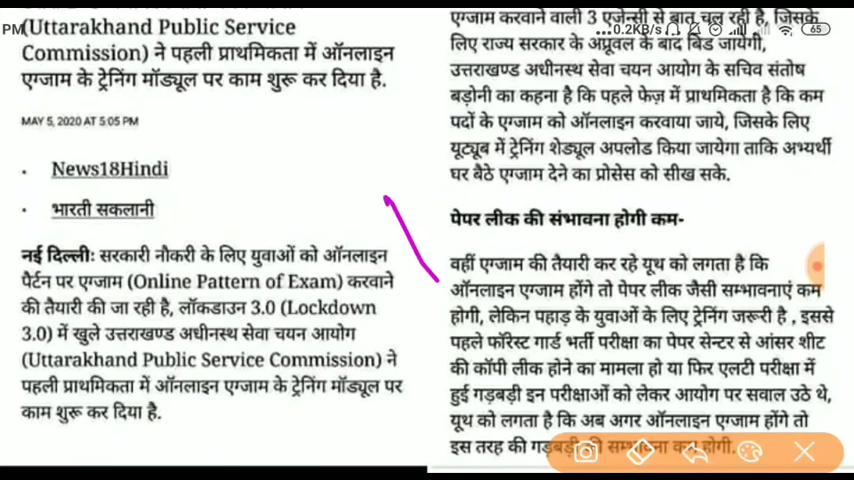 (Uttarakhand Public Service
Commission) ने पहली प्राथमिकता में ऑनलाइन
एग्जाम के ट्रेनिंग मॉड्यूल पर काम शुरू कर दिया है.
MAY 5, 2020 AT 5:05 PM
News18Hindi
भारती सकलानी
नई दिल्ली: सरकारी नौकरी के लिए युवाओं को ऑनलाइन
पैटर्न पर एग्जाम (Online Pattern of Exam) करवाने
की तैयारी की जा रही है, लॉकडाउन 3.0 (Lockdown
3.0) में खुले उत्तराखण्ड अधीनस्थ सेवा चयन आयोग
(Uttarakhand Public Service Commission) ने
पहली प्राथमिकता में ऑनलाइन एग्जाम के ट्रेनिंग मॉड्यूल पर
काम शुरू कर दिया है.
एग्जाम करवाने वाली 3 एजेन्सी से बात चल रही है, जिसके
लिए राज्य सरकार के अप्रूवल के बाद बिड जायेगी,
उत्तराखण्ड अधीनस्थ सेवा चयन आयोग के सचिव संतोष
बड़ोनी का कहना है कि पहले फेज़ में प्राथमिकता है कि कम
पदों के एग्जाम को ऑनलाइन करवाया जाये, जिसके लिए
यूट्यूब में ट्रेनिंग शेड्यूल अपलोड किया जायेगा ताकि अभ्यर्थी
घर बैठे एग्जाम देने का प्रोसेस को सीख सके.
पेपर लीक की संभावना होगी कम-
वहीं एग्जाम की तैयारी कर रहे यूथ को लगता है कि
ऑनलाइन एग्जाम होंगे तो पेपर लीक जैसी सम्भावनाएं कम
होगी, लेकिन पहाड़ के युवाओं के लिए ट्रेनिंग जरूरी है , इससे
पहले फॉरेस्ट गार्ड भर्ती परीक्षा का पेपर सेन्टर से आंसर शीट
की कॉपी लीक होने का मामला हो या फिर एलटी परीक्षा में
हुई गड़बड़ी इन परीक्षाओं को लेकर आयोग पर सवाल उठे थे,
यूथ को लगता है कि अब अगर ऑनलाइन एग्जाम होंगे तो
इस तरह की गड़बड़ी की सम्भावना कम होगी.
PM
...0.2KB/s
65